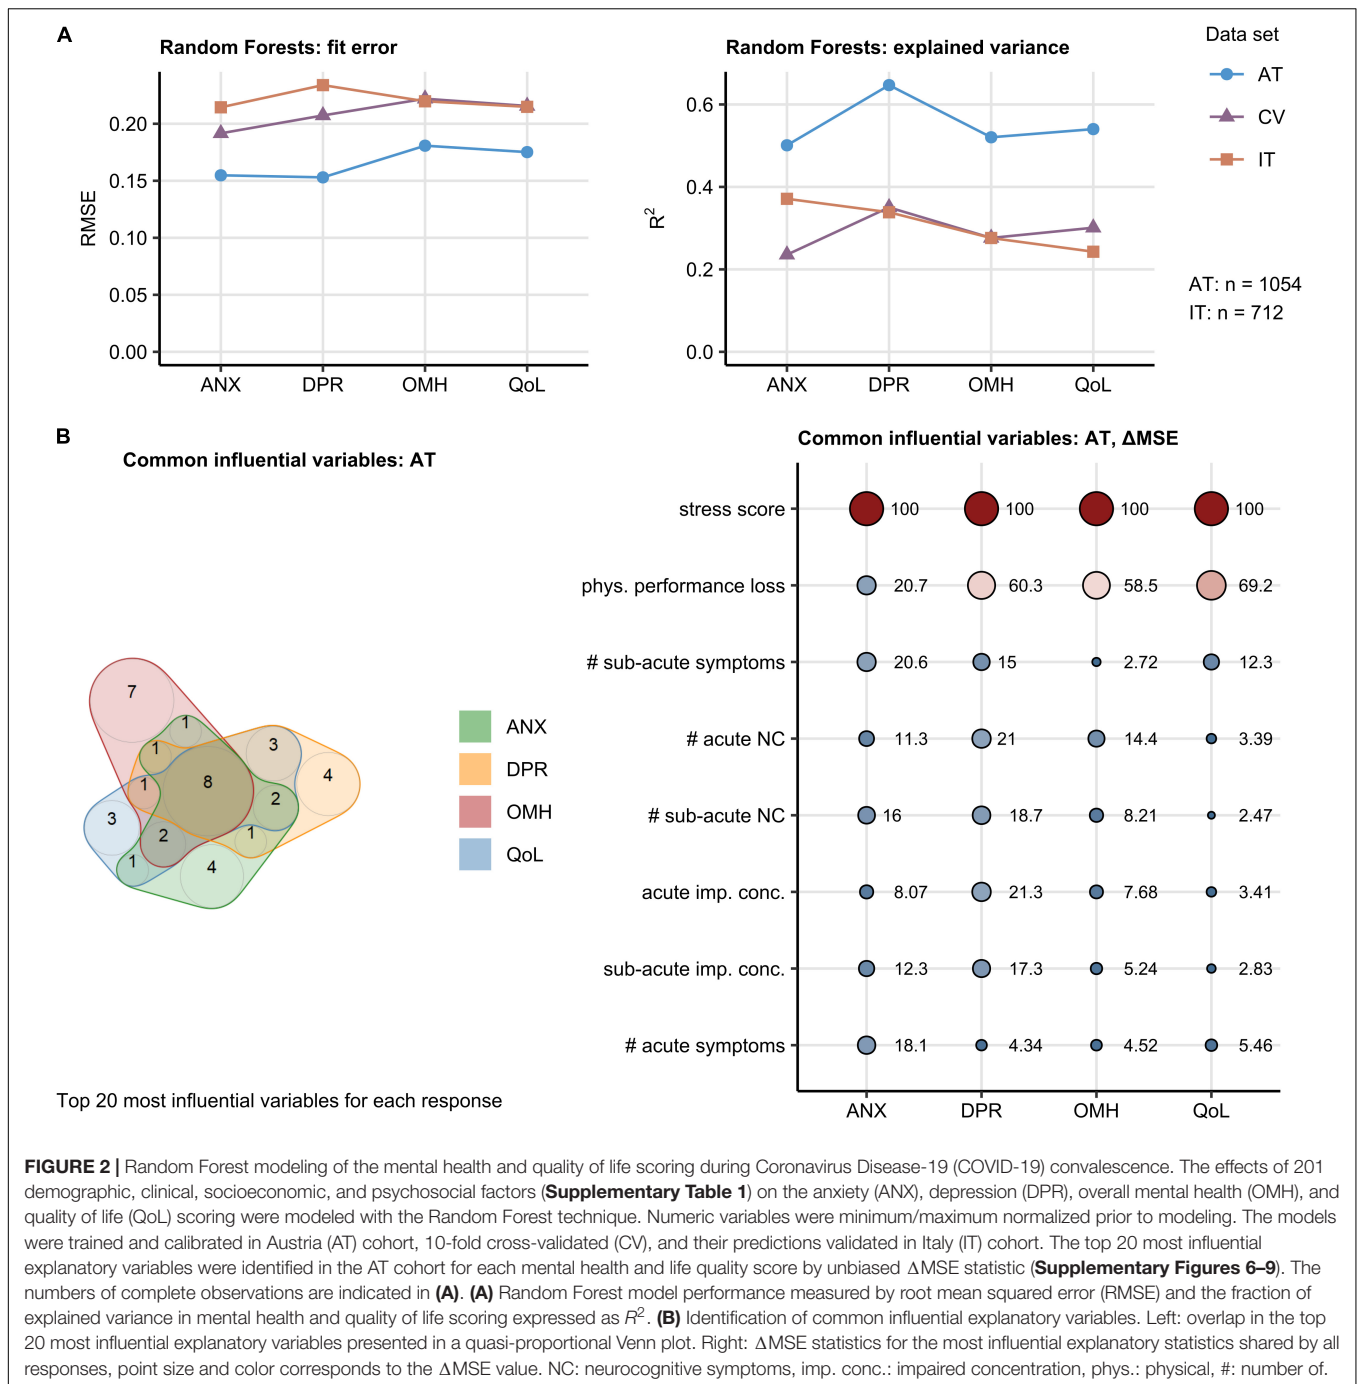 A
Random Forests: fit error
RMSE
0.20
0.15
0.10
0.05
0.00
ANX DPR OMH QoL
Random Forests: explained variance
R²
0.6
0.4
0.2
0.0
ANX DPR OMH QoL
Data set
AT
CV
IT
AT: n = 1054
IT: n = 712
B
Common influential variables: AT
7
1
1
1
8
3
4
2
3
2
1
1
4
ANX
DPR
OMH
QoL
Top 20 most influential variables for each response
Common influential variables: AT, ΔMSE
stress score 100 100 100 100
phys. performance loss 20.7 60.3 58.5 69.2
# sub-acute symptoms 20.6 15 2.72 12.3
# acute NC 11.3 21 14.4 3.39
# sub-acute NC 16 18.7 8.21 2.47
acute imp. conc. 8.07 21.3 7.68 3.41
sub-acute imp. conc. 12.3 17.3 5.24 2.83
# acute symptoms 18.1 4.34 4.52 5.46
ANX DPR OMH QoL
FIGURE 2 | Random Forest modeling of the mental health and quality of life scoring during Coronavirus Disease-19 (COVID-19) convalescence. The effects of 201
demographic, clinical, socioeconomic, and psychosocial factors (Supplementary Table 1) on the anxiety (ANX), depression (DPR), overall mental health (OMH), and
quality of life (QoL) scoring were modeled with the Random Forest technique. Numeric variables were minimum/maximum normalized prior to modeling. The models
were trained and calibrated in Austria (AT) cohort, 10-fold cross-validated (CV), and their predictions validated in Italy (IT) cohort. The top 20 most influential
explanatory variables were identified in the AT cohort for each mental health and life quality score by unbiased ΔMSE statistic (Supplementary Figures 6–9). The
numbers of complete observations are indicated in (A). (A) Random Forest model performance measured by root mean squared error (RMSE) and the fraction of
explained variance in mental health and quality of life scoring expressed as R². (B) Identification of common influential explanatory variables. Left: overlap in the top
20 most influential explanatory variables presented in a quasi-proportional Venn plot. Right: ΔMSE statistics for the most influential explanatory statistics shared by all
responses, point size and color corresponds to the ΔMSE value. NC: neurocognitive symptoms, imp. conc.: impaired concentration, phys.: physical, #: number of.